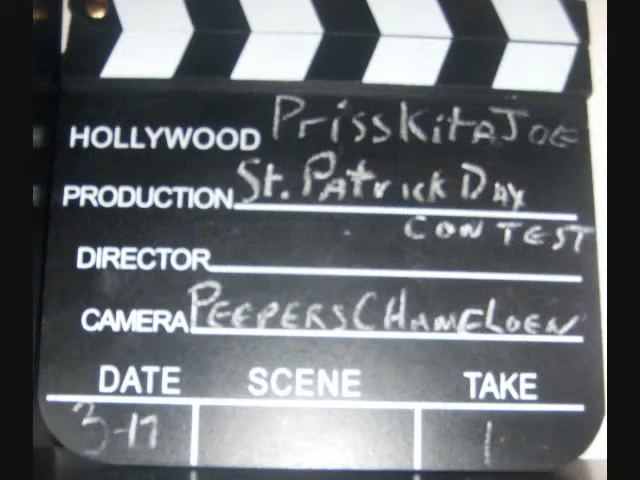 HOLLYWOOD PrissKitaJoe
PRODUCTION St. Patrick Day
CONTEST
DIRECTOR
CAMERA PEEPERSCHAMELOEN
DATE SCENE TAKE
3-17 1